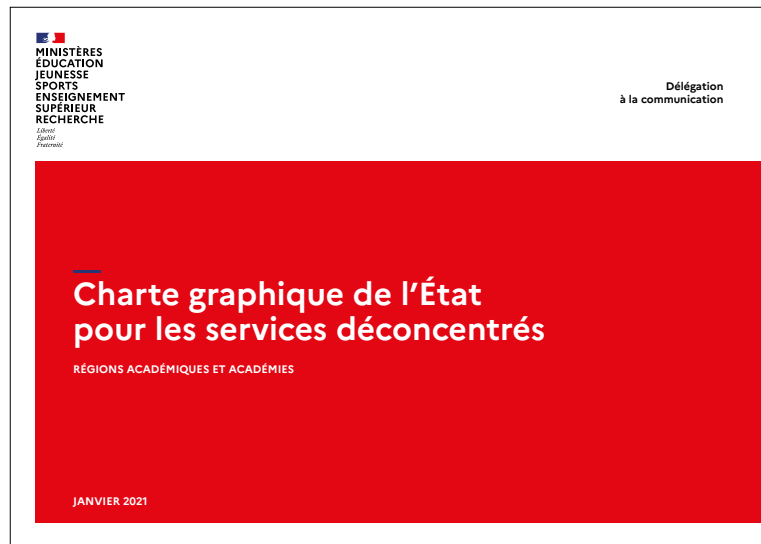 MINISTÈRES
ÉDUCATION
JEUNESSE
SPORTS
ENSEIGNEMENT
SUPÉRIEUR
RECHERCHE
Liberté
Égalité
Fraternité
Délégation
à la communication
Charte graphique de l’État
pour les services déconcentrés
RÉGIONS ACADÉMIQUES ET ACADÉMIES
JANVIER 2021